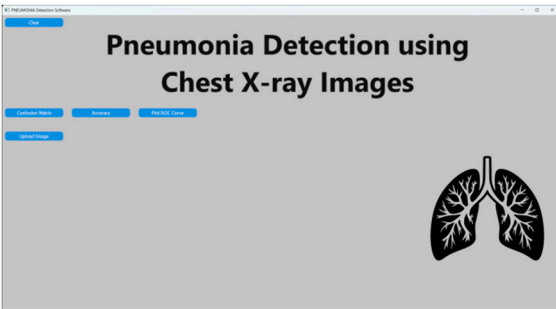 PNEUMONIA Detection Software
Clear
Pneumonia Detection using
Chest X-ray Images
Confusion Matrix
Accuracy
Plot ROC Curve
Upload Image